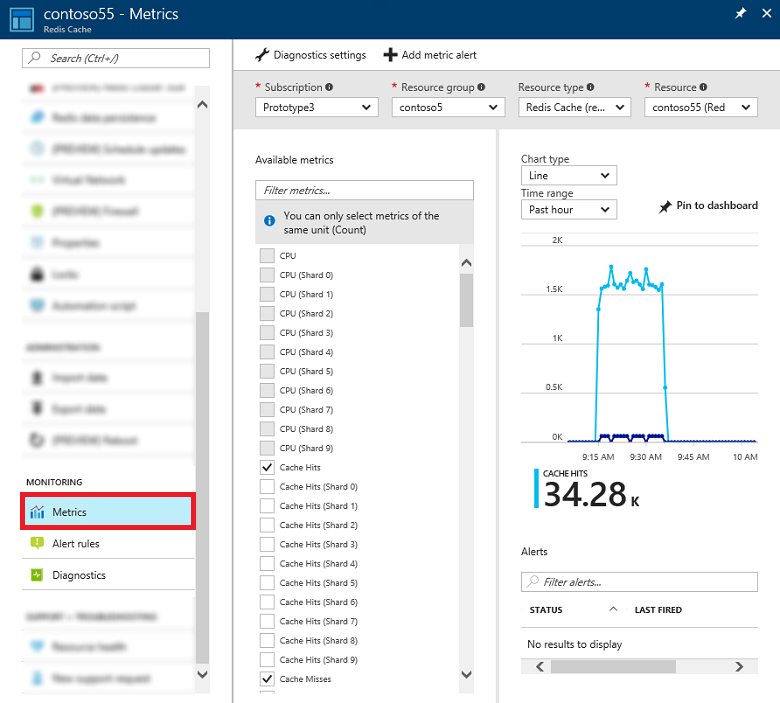 contoso55 - Metrics
Redis Cache
Search (Ctrl+/)
Redis data persistence
(PREVIEW) Schedule updates
Virtual Network
(PREVIEW) Firewall
Properties
Locks
Automation script
ADMINISTRATION
Import data
Export data
(PREVIEW) Reboot
MONITORING
Metrics
Alert rules
Diagnostics
SUPPORT + TROUBLESHOOTING
Resource health
New support request
Diagnostics settings
Add metric alert
* Subscription
* Resource group
Resource type
* Resource
Prototype3
contoso5
Redis Cache (re...
contoso55 (Red
Available metrics
Filter metrics...
You can only select metrics of the
same unit (Count)
CPU
CPU (Shard 0)
CPU (Shard 1)
CPU (Shard 2)
CPU (Shard 3)
CPU (Shard 4)
CPU (Shard 5)
CPU (Shard 6)
CPU (Shard 7)
CPU (Shard 8)
CPU (Shard 9)
Cache Hits
Cache Hits (Shard 0)
Cache Hits (Shard 1)
Cache Hits (Shard 2)
Cache Hits (Shard 3)
Cache Hits (Shard 4)
Cache Hits (Shard 5)
Cache Hits (Shard 6)
Cache Hits (Shard 7)
Cache Hits (Shard 8)
Cache Hits (Shard 9)
Cache Misses
Chart type
Line
Time range
Past hour
Pin to dashboard
2K
1.5K
1K
0.5K
0K
9:15 AM 9:30 AM 9:45 AM 10 AM
CACHE HITS
34.28 K
Alerts
Filter alerts...
STATUS LAST FIRED
No results to display